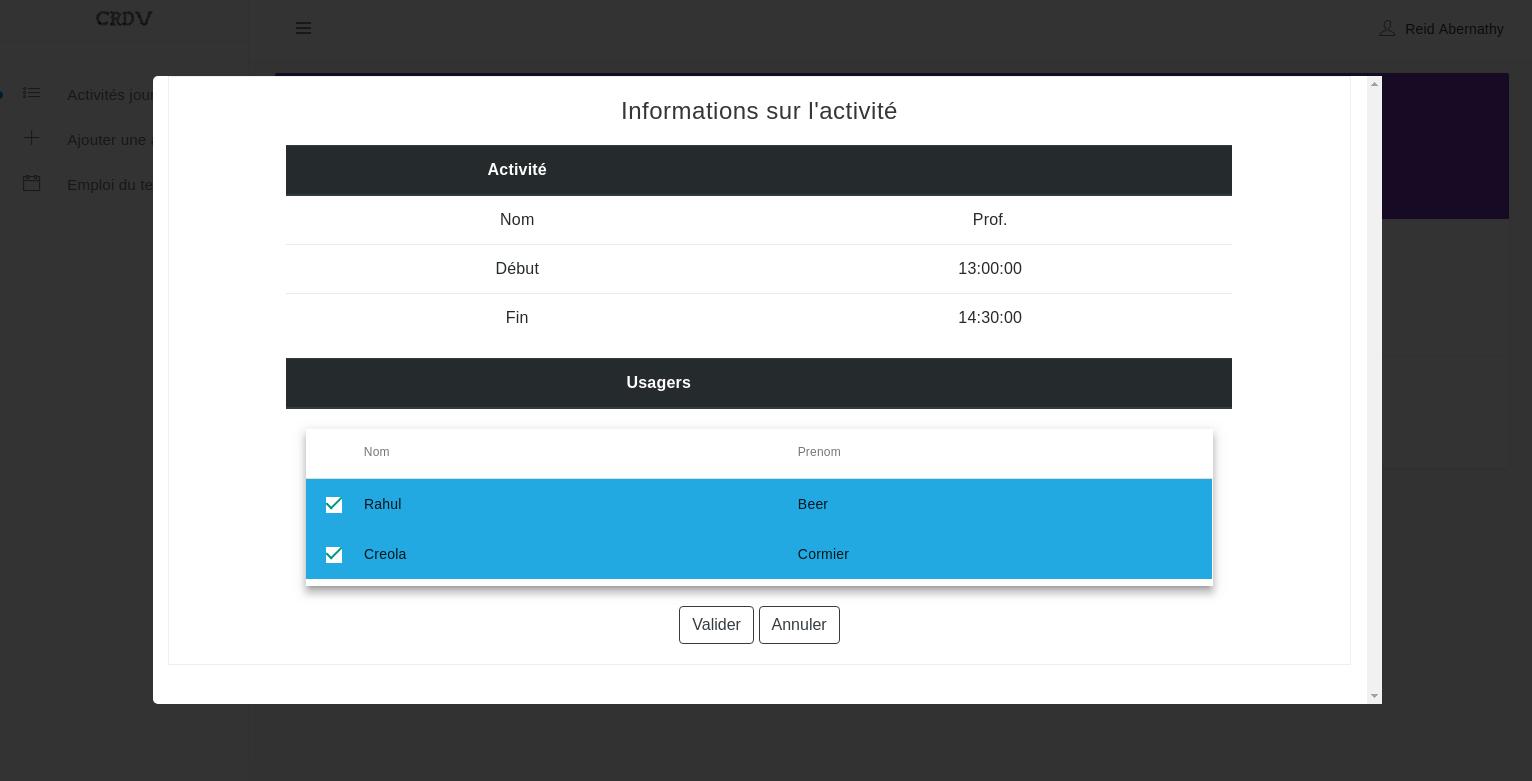 CRDV
Reid Abernathy
Activités jour
Ajouter une
Emploi du te
Informations sur l'activité
Activité
Nom Prof.
Début 13:00:00
Fin 14:30:00
Usagers
Nom Prenom
Rahul Beer
Creola Cormier
Valider Annuler